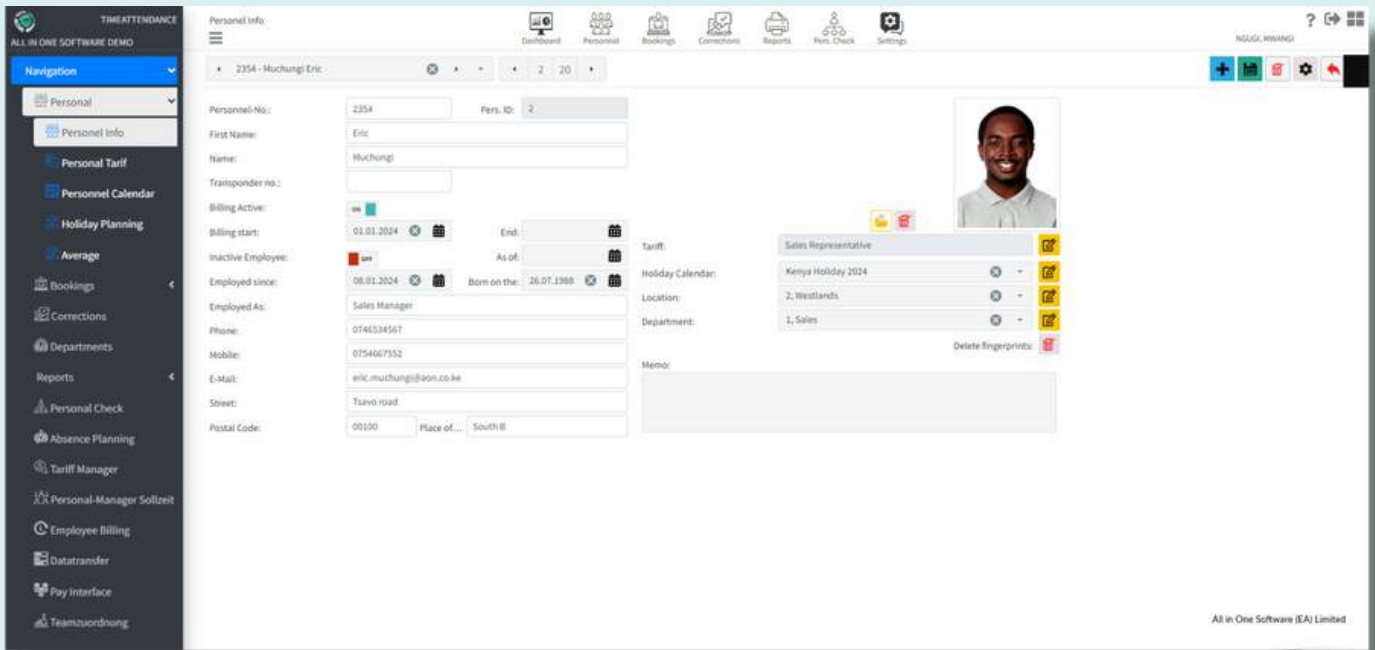 TIMEATTENDANCE
ALL IN ONE SOFTWARE DEMO
Personel Info
Dashboard Personnel Bookings Corrections Reports Pers. Check Settings
?
NGUGI, MWANGI
Navigation
2354 - Muchungi Eric
2 20
Personal
Personel Info
Personal Tarif
Personnel Calendar
Holiday Planning
Average
Bookings
Corrections
Departments
Reports
Personal Check
Absence Planning
Tariff Manager
Personal-Manager Sollzeit
Employee Billing
Datatransfer
Pay Interface
Teamzuordnung
Personnel-No.: 2354 Pers. ID: 2
First Name: Eric
Name: Muchungi
Transponder no.:
Billing Active: ON
Billing start: 01.01.2024 End:
Inactive Employee: OFF As of:
Employed since: 08.01.2024 Born on the: 26.07.1988
Employed As: Sales Manager
Phone: 0746534567
Mobile: 0754667552
E-Mail: eric.muchungi@aon.co.ke
Street: Tsavo road
Postal Code: 00100 Place of... South B
Tariff: Sales Representative
Holiday Calendar: Kenya Holiday 2024
Location: 2, Westlands
Department: 1, Sales
Delete fingerprints:
Memo:
All in One Software (EA) Limited